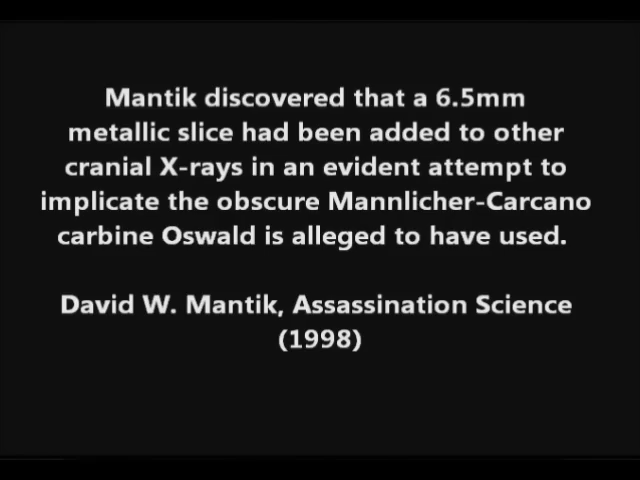 Mantik discovered that a 6.5mm
metallic slice had been added to other
cranial X-rays in an evident attempt to
implicate the obscure Mannlicher-Carcano
carbine Oswald is alleged to have used.
David W. Mantik, Assassination Science
(1998)